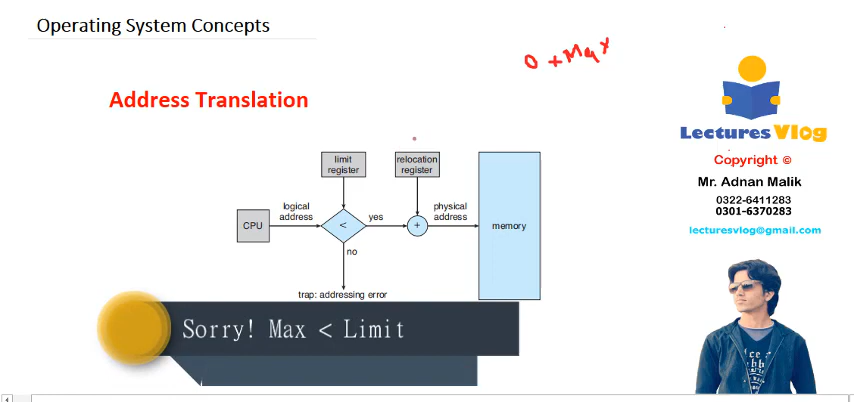 Operating System Concepts
0 + Max
Address Translation
limit
register
relocation
register
logical
address
physical
address
CPU
<
yes
+
memory
no
trap: addressing error
Sorry! Max < Limit
Lectures Vlog
Copyright ©
Mr. Adnan Malik
0322-6411283
0301-6370283
lecturesvlog@gmail.com